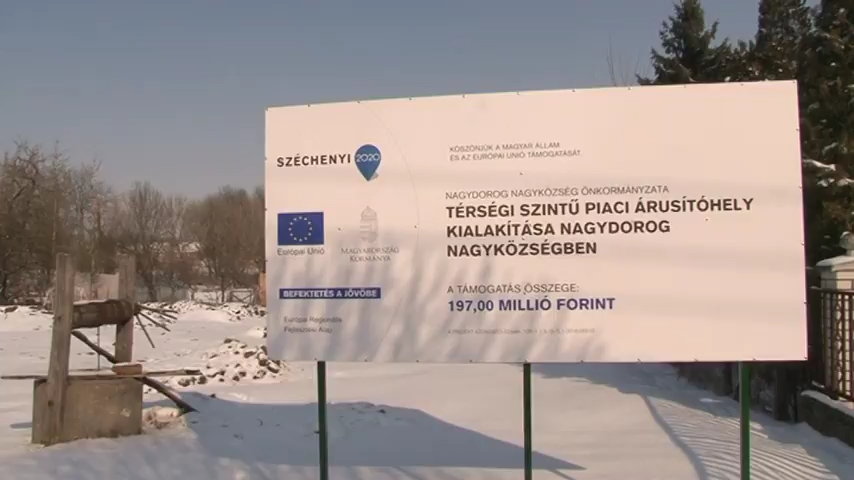 SZÉCHENYI 2020
KÖSZÖNJÜK A MAGYAR ÁLLAM
ÉS AZ EURÓPAI UNIÓ TÁMOGATÁSÁT.
NAGYDOROG NAGYKÖZSÉG ÖNKORMÁNYZATA
TÉRSÉGI SZINTŰ PIACI ÁRUSÍTÓHELY
KIALAKÍTÁSA NAGYDOROG
NAGYKÖZSÉGBEN
Európai Unió
MAGYARORSZÁG
KORMÁNYA
BEFEKTETÉS A JÖVŐBE
A TÁMOGATÁS ÖSSZEGE:
197,00 MILLIÓ FORINT
Európai Regionális
Fejlesztési Alap